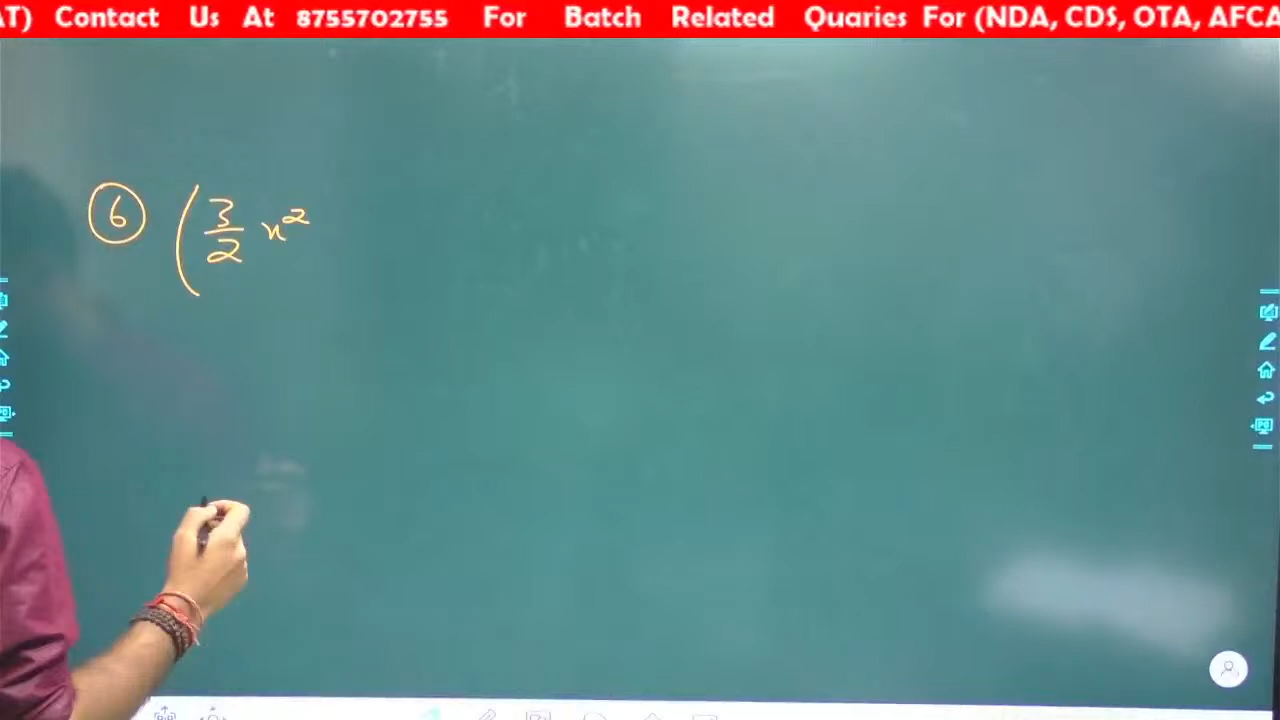 AT) Contact Us At 8755702755 For Batch Related Quaries For (NDA, CDS, OTA, AFCA
⑥ ( 3/2 x²